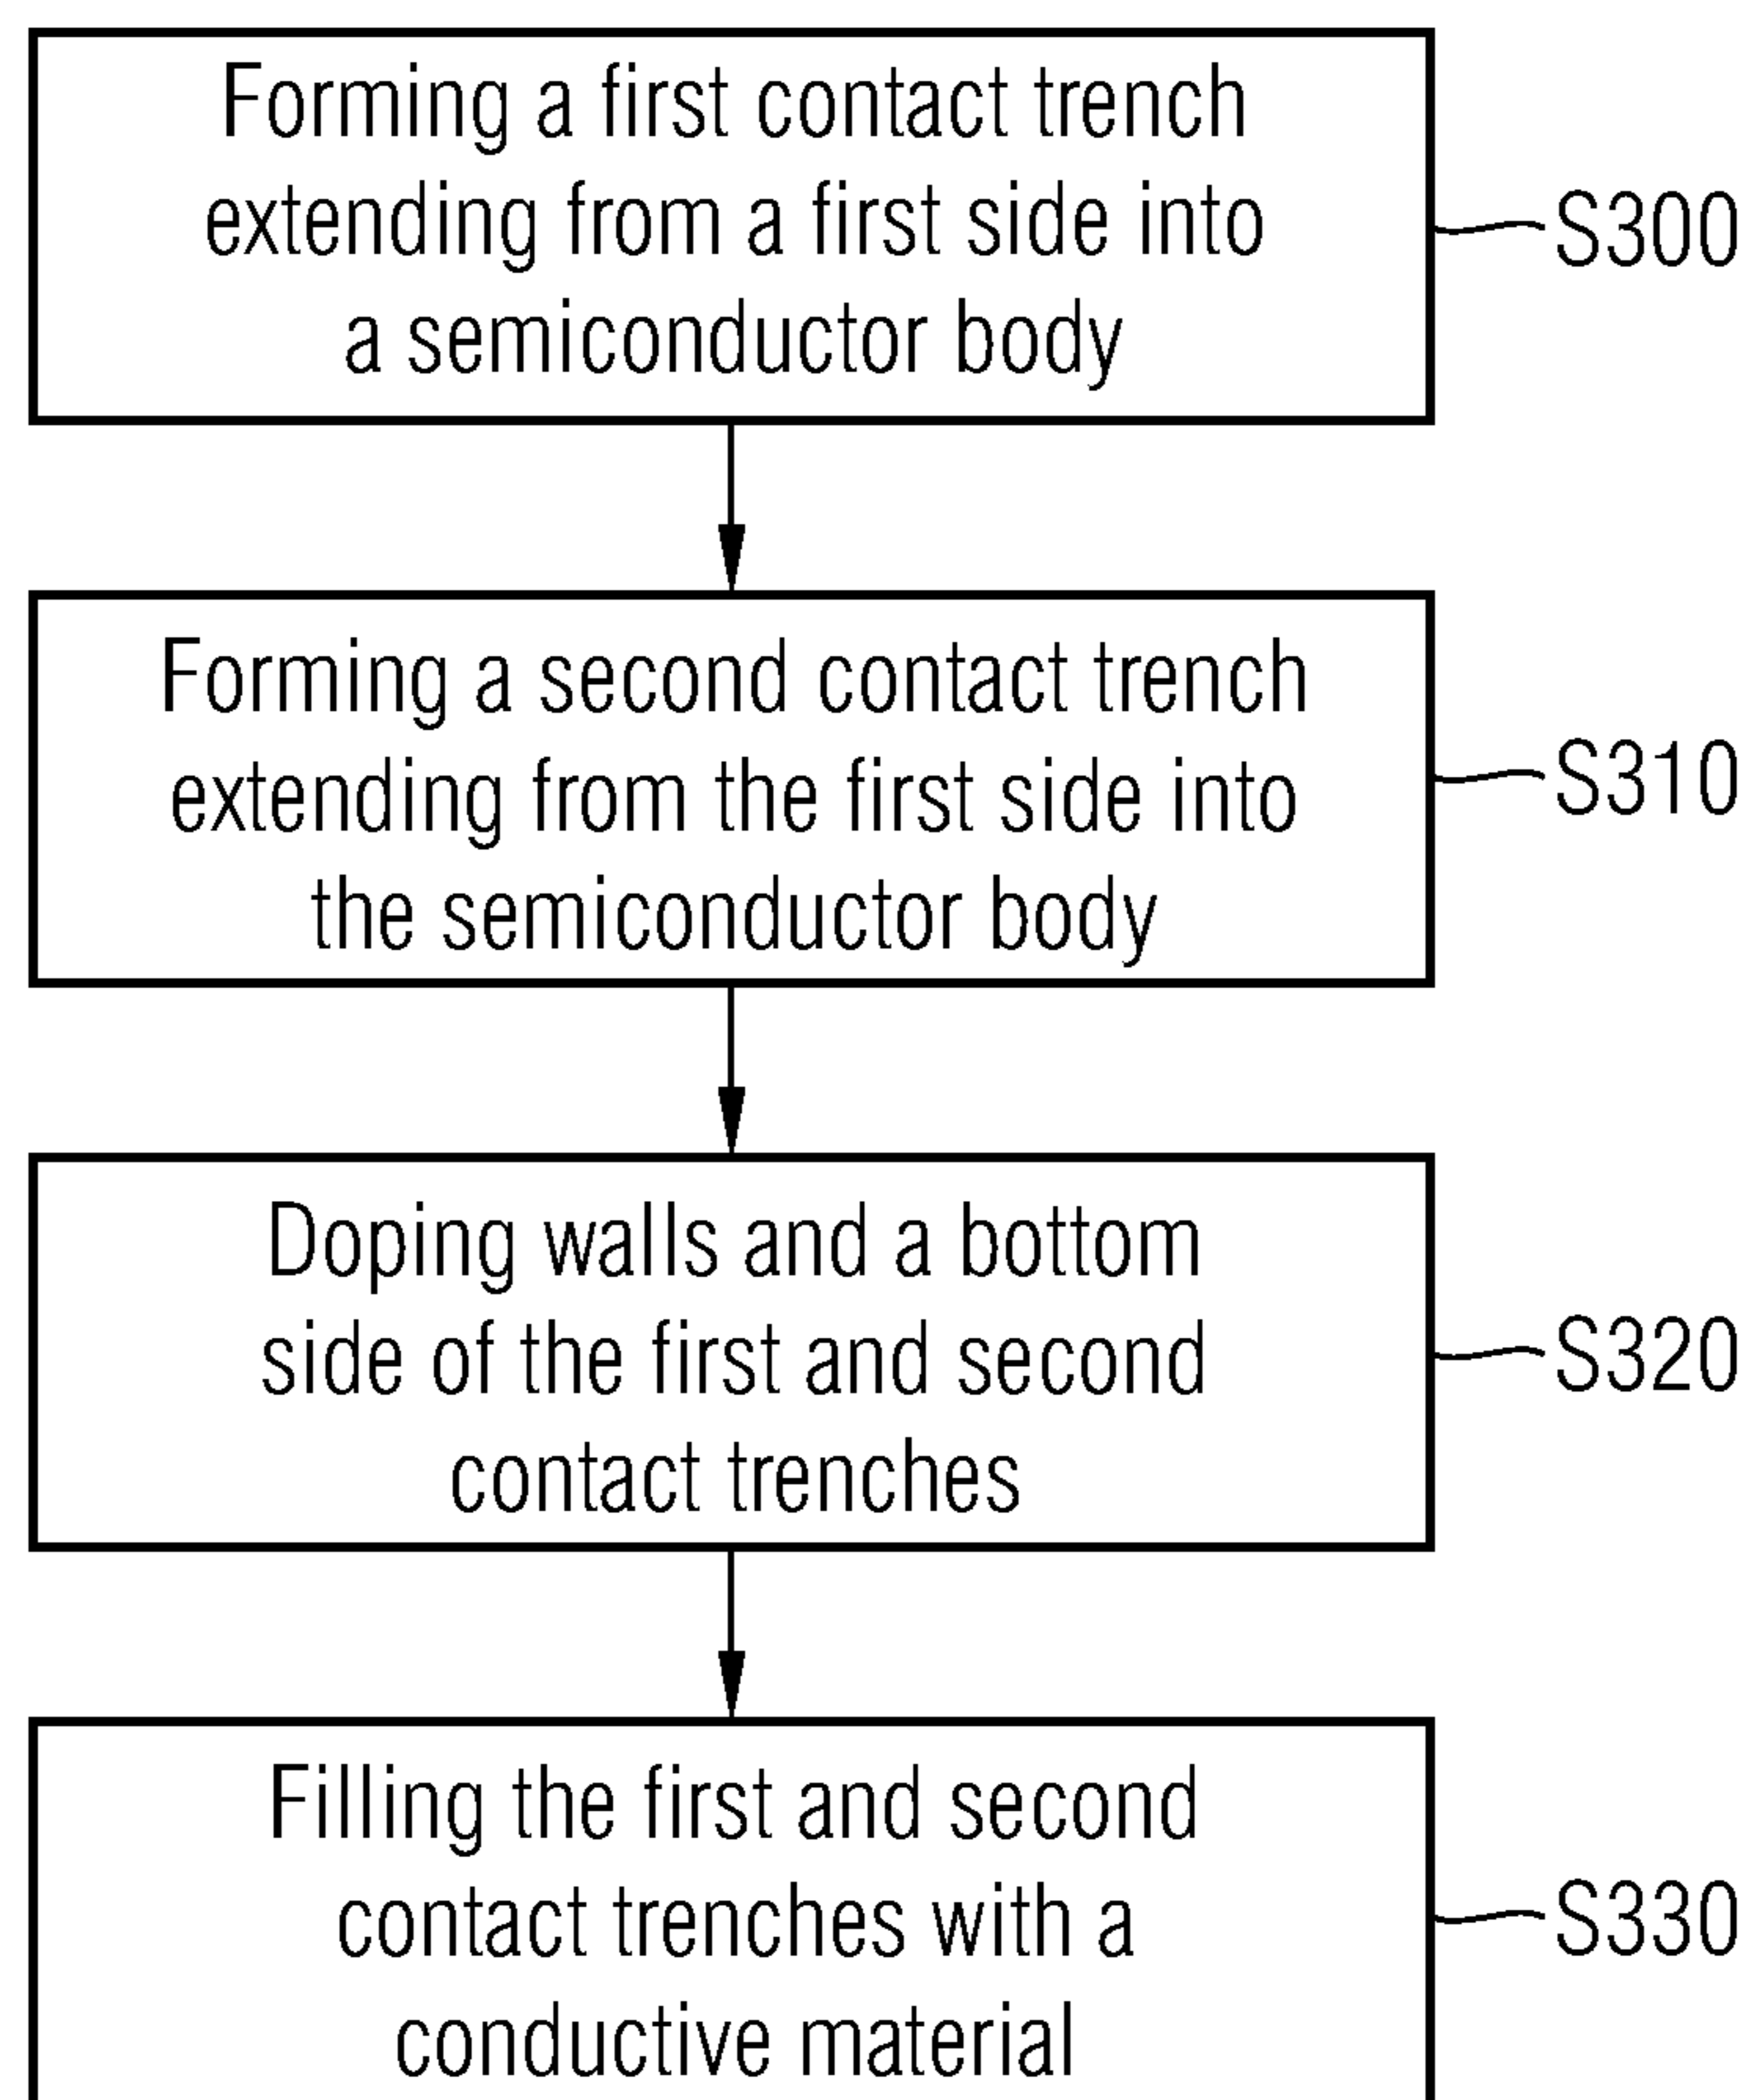 Forming a first contact trench
extending from a first side into
a semiconductor body
S300
Forming a second contact trench
extending from the first side into
the semiconductor body
S310
Doping walls and a bottom
side of the first and second
contact trenches
S320
Filling the first and second
contact trenches with a
conductive material
S330